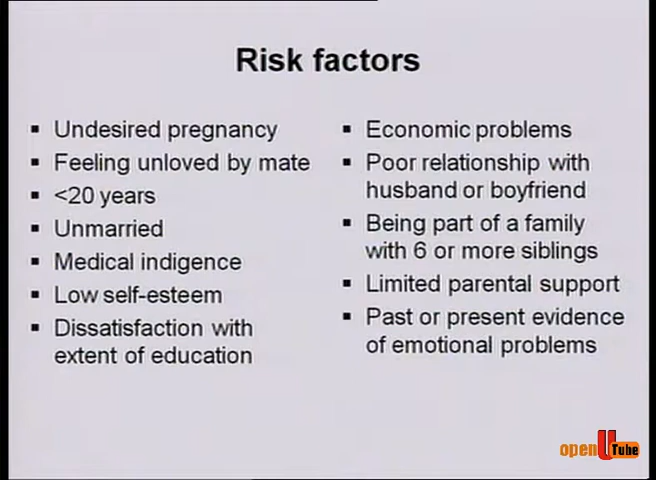 Risk factors
▪ Undesired pregnancy
▪ Feeling unloved by mate
▪ <20 years
▪ Unmarried
▪ Medical indigence
▪ Low self-esteem
▪ Dissatisfaction with
extent of education
▪ Economic problems
▪ Poor relationship with
husband or boyfriend
▪ Being part of a family
with 6 or more siblings
▪ Limited parental support
▪ Past or present evidence
of emotional problems
openUTube